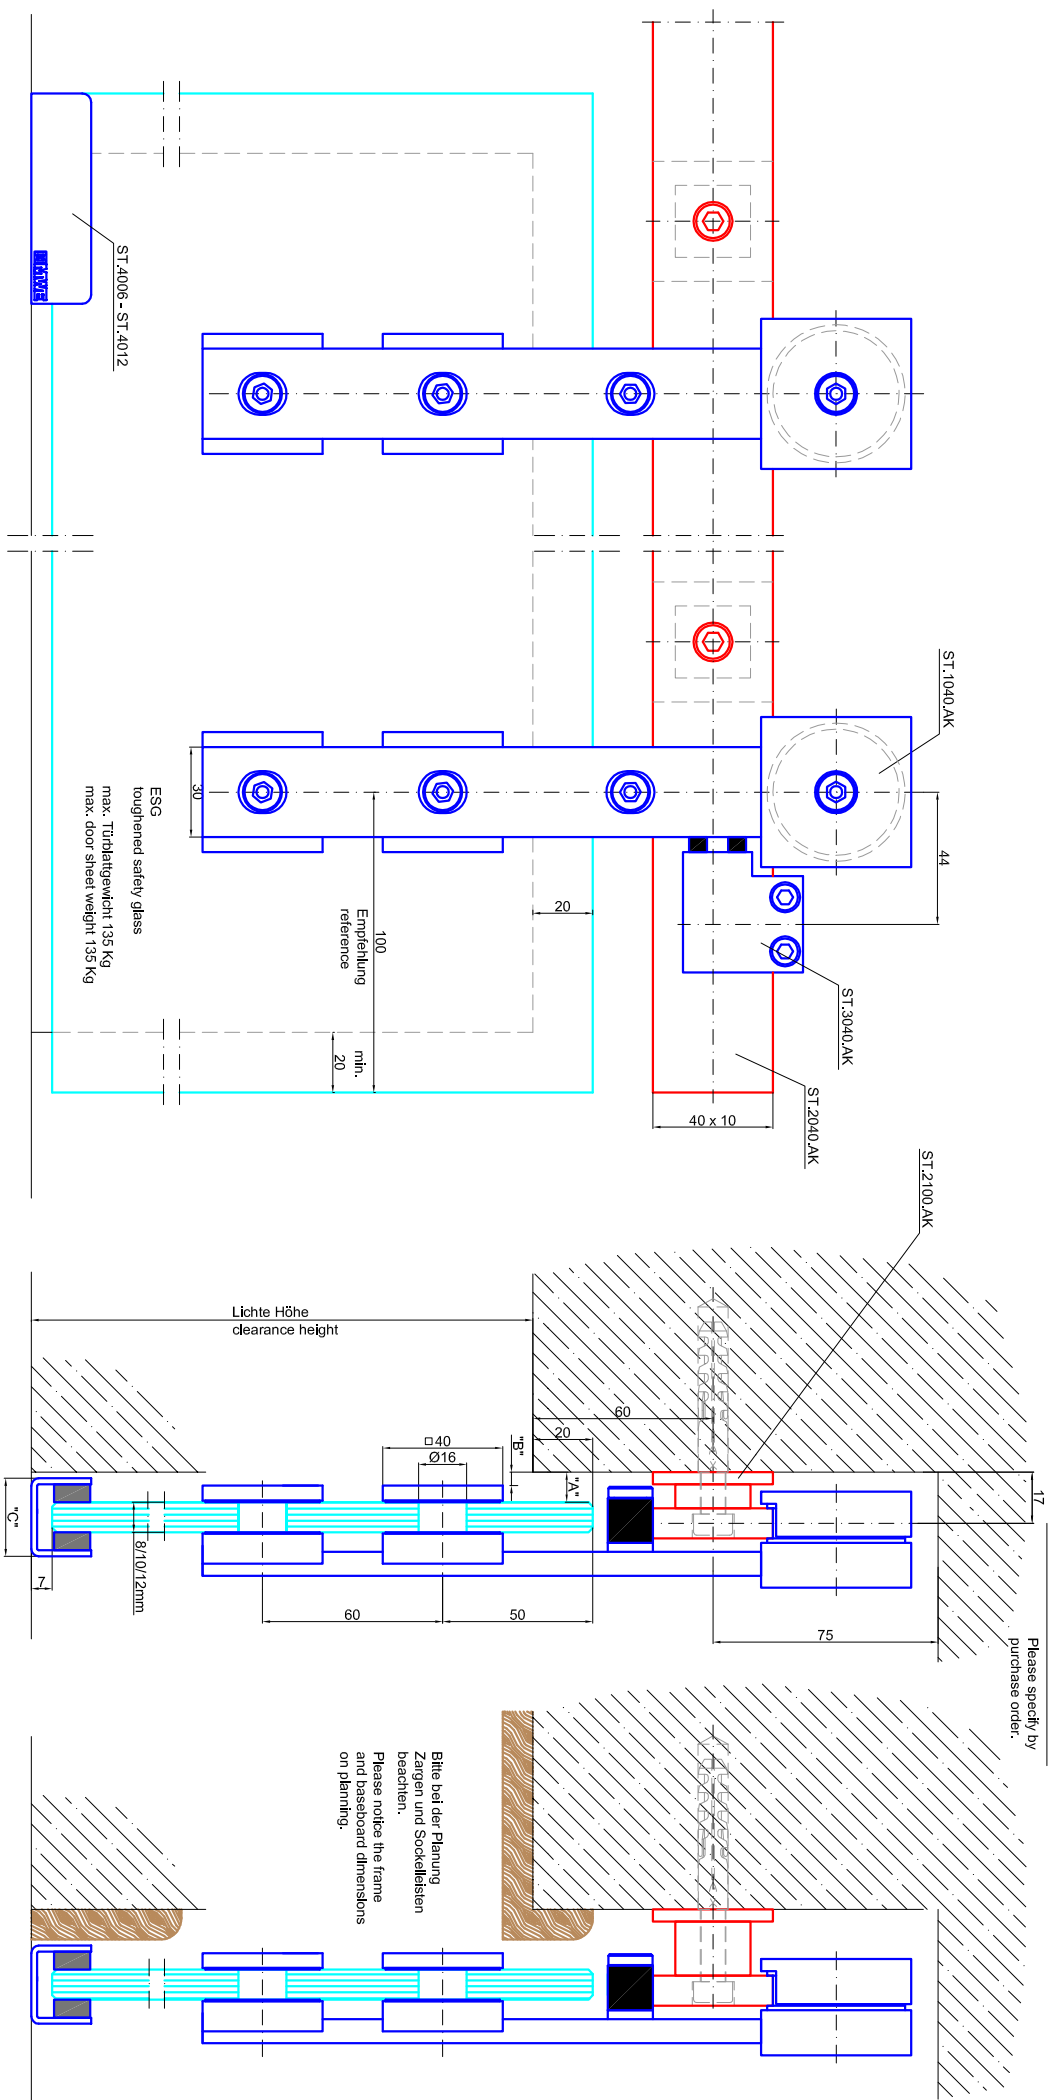 ST.4006 - ST.4012
MWE
ST.1040.AK
44
ST.3040.AK
ST.2040.AK
40 x 10
20
100
Empfehlung
reference
min.
20
30
ESG
toughened safety glass
max. Türblattgewicht 135 Kg
max. door sheet weight 135 Kg
ST.2100.AK
Lichte Höhe
clearance height
60
20
"B"
"A"
□40
Ø16
17
Please specify by
purchase order.
75
50
60
8/10/12mm
7
"C"
Bitte bei der Planung
Zargen und Sockelleisten
beachten.
Please notice the frame
and baseboard dimensions
on planning.